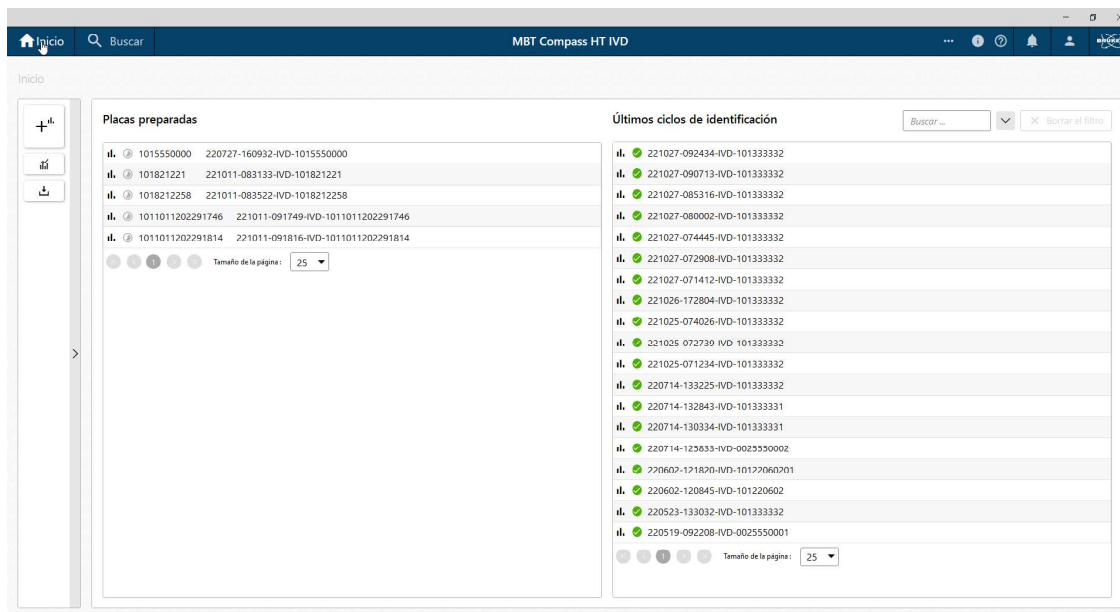 Inicio Buscar MBT Compass HT IVD
Inicio
Placas preparadas
1015550000 220727-160932-IVD-1015550000
101821221 221011-083133-IVD-101821221
1018212258 221011-083522-IVD-1018212258
1011011202291746 221011-091749-IVD-1011011202291746
1011011202291814 221011-091816-IVD-1011011202291814
1 Tamaño de la página: 25
Últimos ciclos de identificación Buscar ... Borrar el filtro
221027-092434-IVD-101333332
221027-090713-IVD-101333332
221027-085316-IVD-101333332
221027-080002-IVD-101333332
221027-074445-IVD-101333332
221027-072908-IVD-101333332
221027-071412-IVD-101333332
221026-172804-IVD-101333332
221025-074026-IVD-101333332
221025-072739-IVD-101333332
221025-071234-IVD-101333332
220714-133225-IVD-101333332
220714-132843-IVD-101333331
220714-130334-IVD-101333331
220714-125833-IVD-0025550002
220602-121820-IVD-10122060201
220602-120845-IVD-101220602
220523-133032-IVD-101333332
220519-092208-IVD-0025550001
1 Tamaño de la página: 25